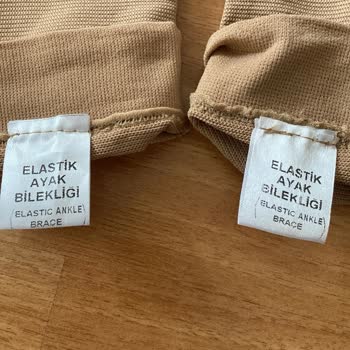 ELASTİK
AYAK
BİLEKLİĞİ
(ELASTIC ANKLE)
BRACE
ELASTİK
AYAK
BİLEKLİĞİ
(ELASTIC ANKLE)
BRACE